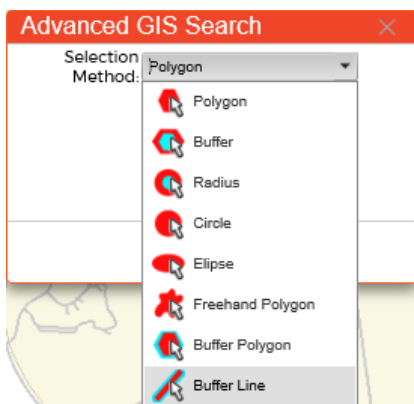 Advanced GIS Search
Selection
Method:
Polygon
Polygon
Buffer
Radius
Circle
Elipse
Freehand Polygon
Buffer Polygon
Buffer Line